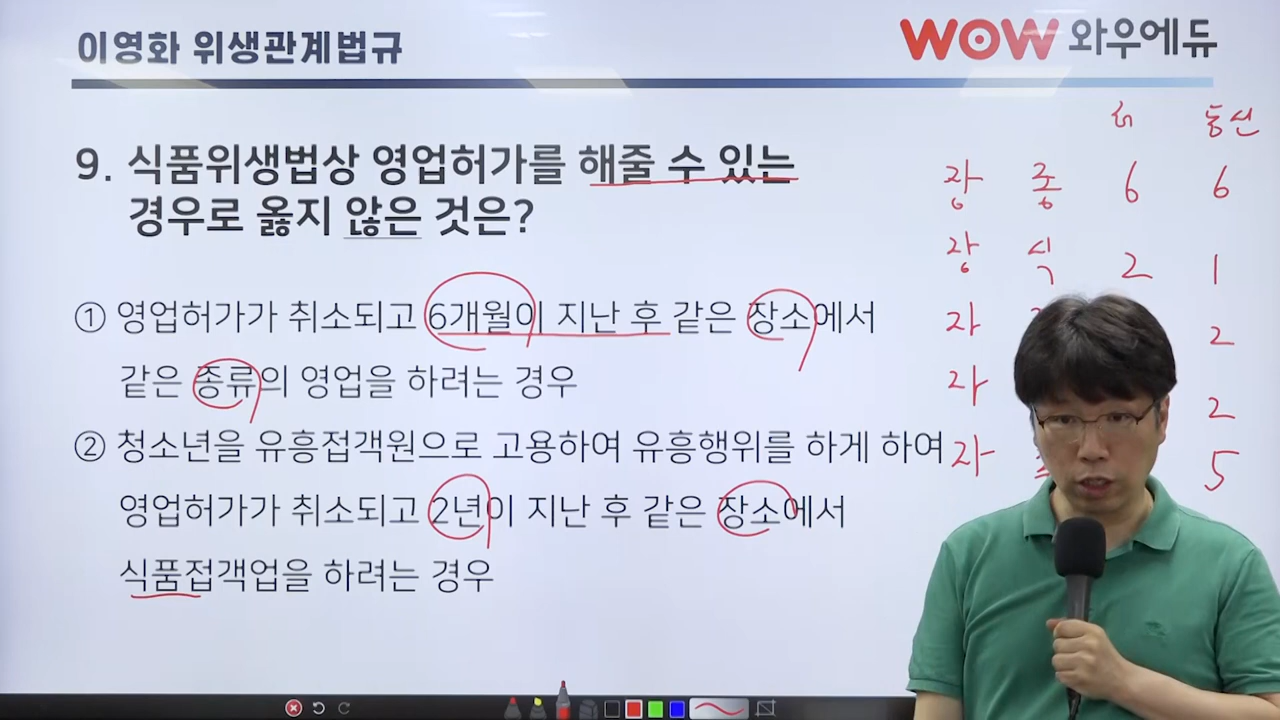 이영화 위생관계법규
WOW 와우에듀
9. 식품위생법상 영업허가를 해줄 수 있는
경우로 옳지 않은 것은?
① 영업허가가 취소되고 6개월이 지난 후 같은 장소에서
같은 종류의 영업을 하려는 경우
② 청소년을 유흥접객원으로 고용하여 유흥행위를 하게 하여
영업허가가 취소되고 2년이 지난 후 같은 장소에서
식품접객업을 하려는 경우
허 등신
장 종 6 6
장 식 2 1
자 2
자 2
자 5